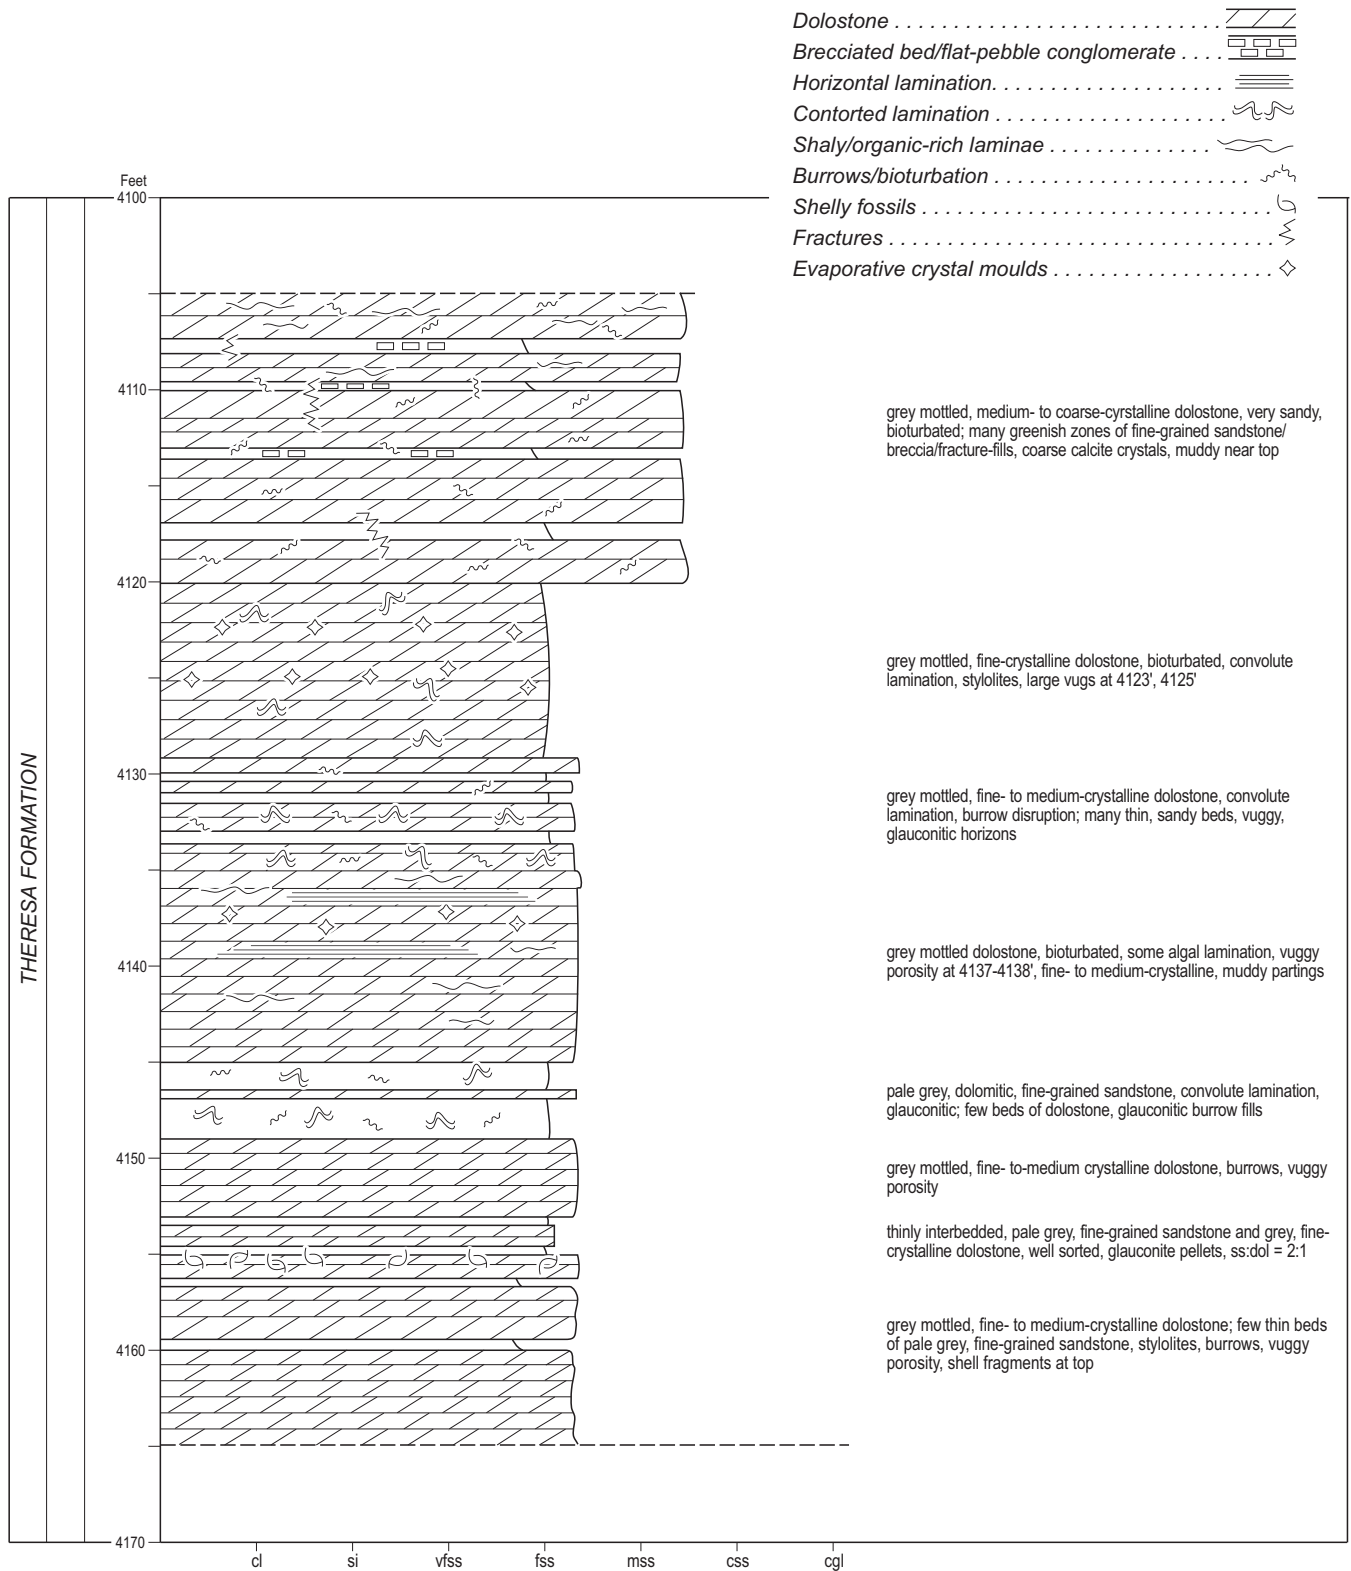 Dolostone . . . . . . . . . . . . . . . . . . . . . . . . . . . .
Brecciated bed/flat-pebble conglomerate . . . .
Horizontal lamination. . . . . . . . . . . . . . . . . . . .
Contorted lamination . . . . . . . . . . . . . . . . . . . .
Shaly/organic-rich laminae . . . . . . . . . . . . . .
Burrows/bioturbation . . . . . . . . . . . . . . . . . . . . . .
Shelly fossils . . . . . . . . . . . . . . . . . . . . . . . . . . . . . .
Fractures . . . . . . . . . . . . . . . . . . . . . . . . . . . . . . . . .
Evaporative crystal moulds . . . . . . . . . . . . . . . . . . .
Feet
4100
4110
grey mottled, medium- to coarse-cyrstalline dolostone, very sandy,
bioturbated; many greenish zones of fine-grained sandstone/
breccia/fracture-fills, coarse calcite crystals, muddy near top
4120
grey mottled, fine-crystalline dolostone, bioturbated, convolute
lamination, stylolites, large vugs at 4123', 4125'
4130
grey mottled, fine- to medium-crystalline dolostone, convolute
lamination, burrow disruption; many thin, sandy beds, vuggy,
glauconitic horizons
THERESA FORMATION
4140
grey mottled dolostone, bioturbated, some algal lamination, vuggy
porosity at 4137-4138', fine- to medium-crystalline, muddy partings
pale grey, dolomitic, fine-grained sandstone, convolute lamination,
glauconitic; few beds of dolostone, glauconitic burrow fills
4150
grey mottled, fine- to-medium crystalline dolostone, burrows, vuggy
porosity
thinly interbedded, pale grey, fine-grained sandstone and grey, fine-
crystalline dolostone, well sorted, glauconite pellets, ss:dol = 2:1
4160
grey mottled, fine- to medium-crystalline dolostone; few thin beds
of pale grey, fine-grained sandstone, stylolites, burrows, vuggy
porosity, shell fragments at top
4170
cl si vfss fss mss css cgl